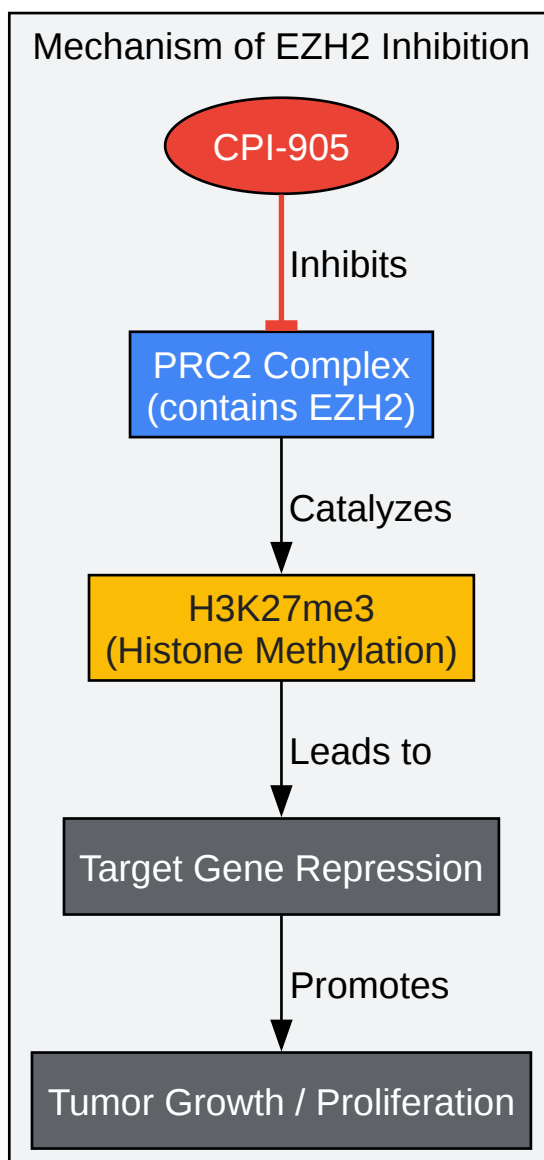 Mechanism of EZH2 Inhibition
CPI-905
Inhibits
PRC2 Complex
(contains EZH2)
Catalyzes
H3K27me3
(Histone Methylation)
Leads to
Target Gene Repression
Promotes
Tumor Growth / Proliferation